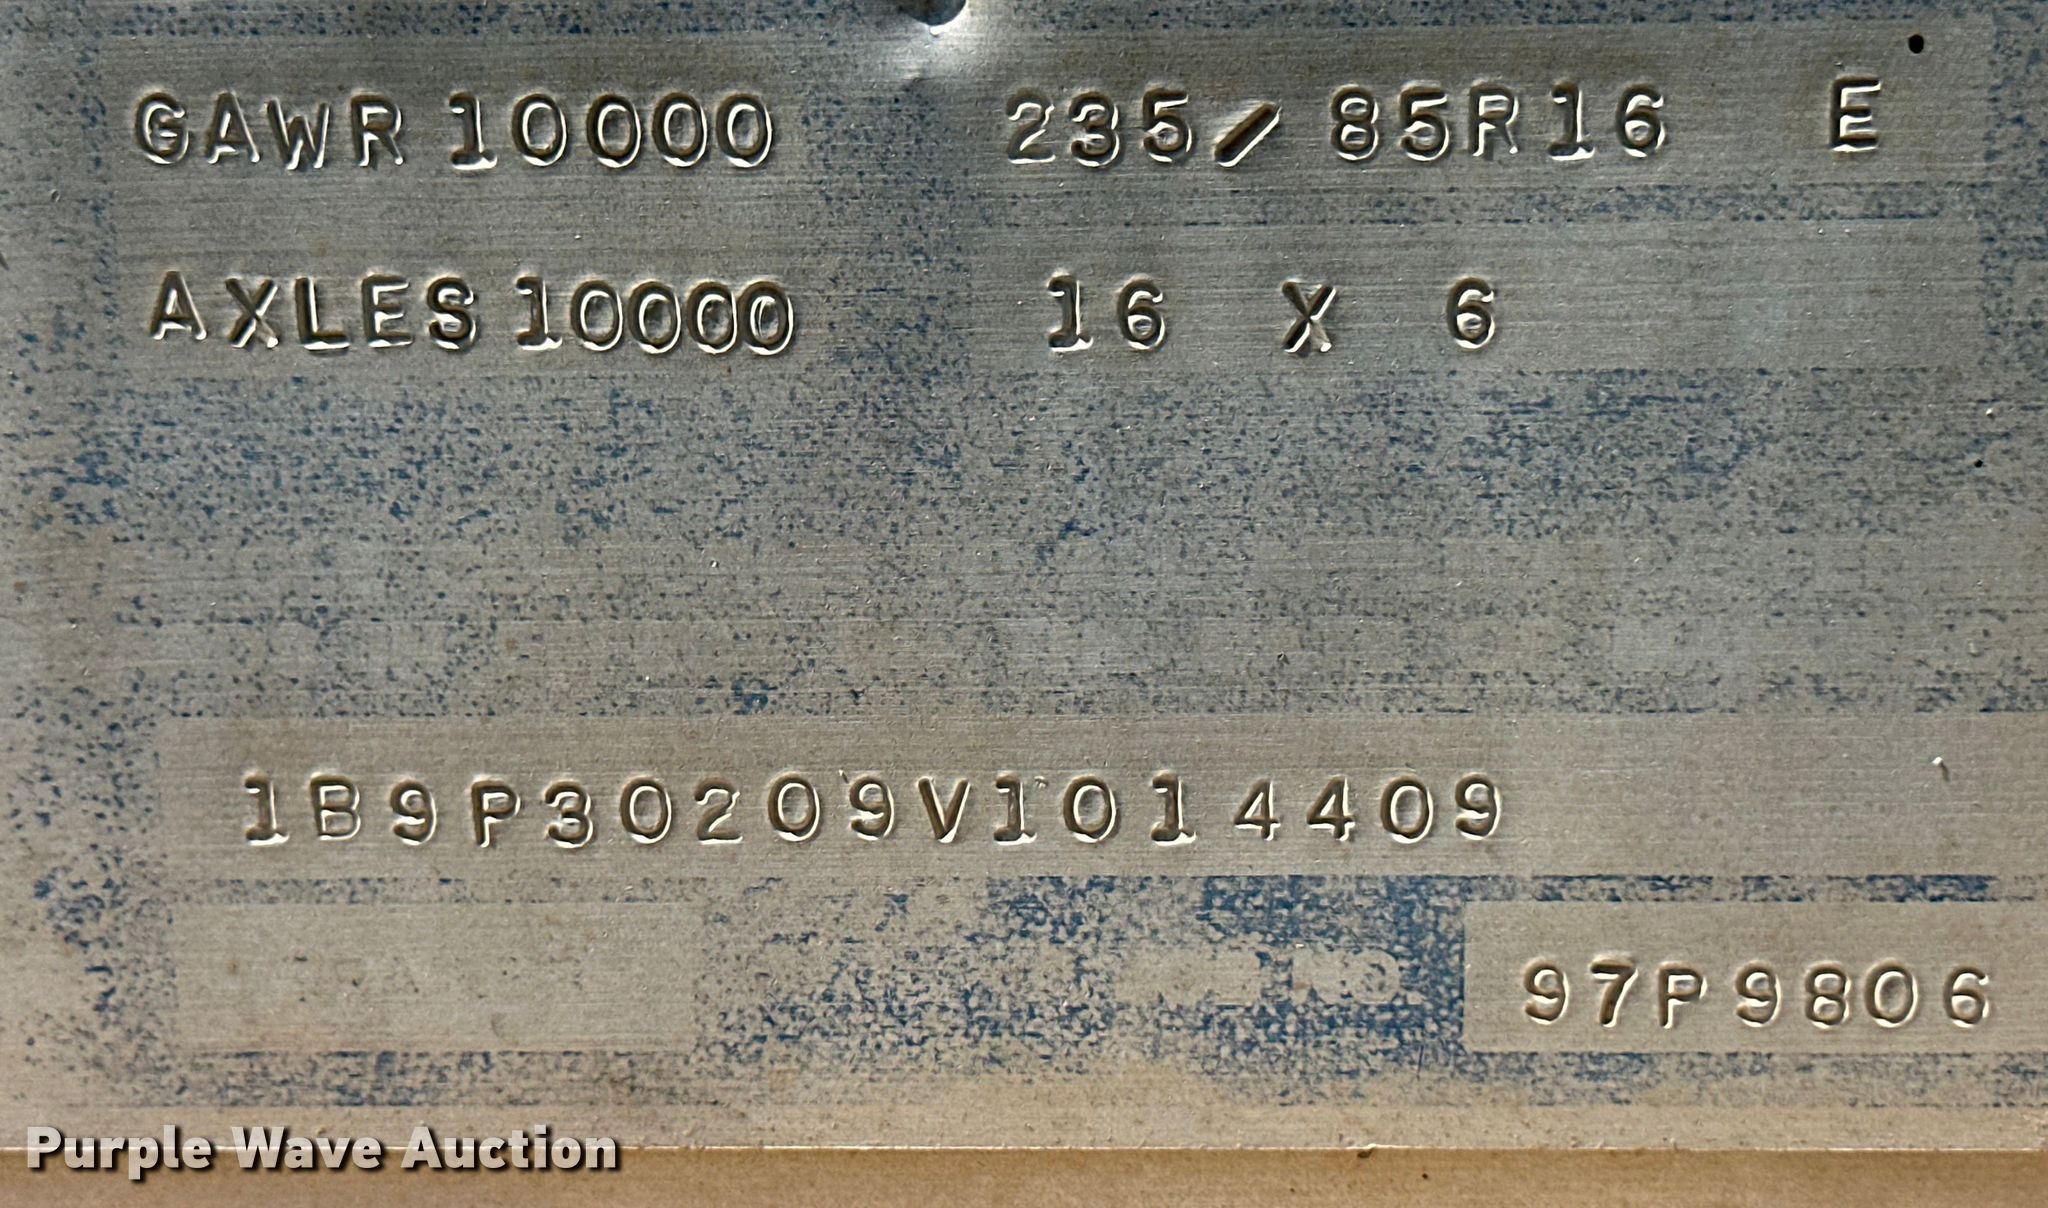 GAWR 10000 235/85R16 E
AXLES 10000 16 X 6
1B9P30209V1014409
97P9806
Purple Wave Auction